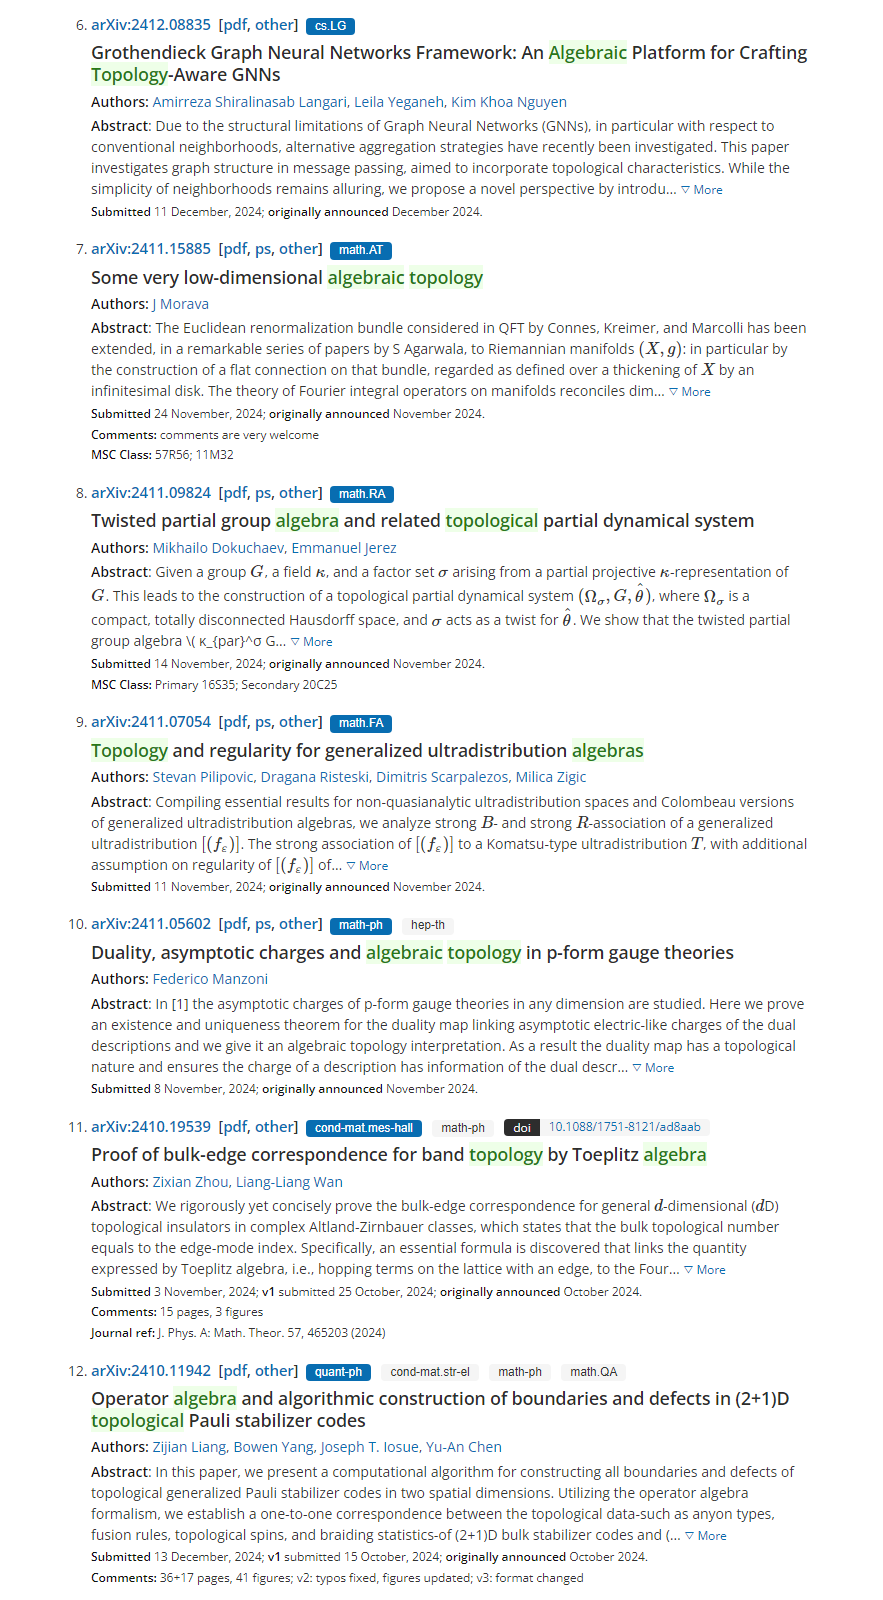 6. arXiv:2412.08835 [pdf, other] cs.LG
Grothendieck Graph Neural Networks Framework: An Algebraic Platform for Crafting
Topology-Aware GNNs
Authors: Amirreza Shiralinasab Langari, Leila Yeganeh, Kim Khoa Nguyen
Abstract: Due to the structural limitations of Graph Neural Networks (GNNs), in particular with respect to
conventional neighborhoods, alternative aggregation strategies have recently been investigated. This paper
investigates graph structure in message passing, aimed to incorporate topological characteristics. While the
simplicity of neighborhoods remains alluring, we propose a novel perspective by introdu... ▽ More
Submitted 11 December, 2024; originally announced December 2024.
7. arXiv:2411.15885 [pdf, ps, other] math.AT
Some very low-dimensional algebraic topology
Authors: J Morava
Abstract: The Euclidean renormalization bundle considered in QFT by Connes, Kreimer, and Marcolli has been
extended, in a remarkable series of papers by S Agarwala, to Riemannian manifolds (X, g): in particular by
the construction of a flat connection on that bundle, regarded as defined over a thickening of X by an
infinitesimal disk. The theory of Fourier integral operators on manifolds reconciles dim... ▽ More
Submitted 24 November, 2024; originally announced November 2024.
Comments: comments are very welcome
MSC Class: 57R56; 11M32
8. arXiv:2411.09824 [pdf, ps, other] math.RA
Twisted partial group algebra and related topological partial dynamical system
Authors: Mikhailo Dokuchaev, Emmanuel Jerez
Abstract: Given a group G, a field κ, and a factor set σ arising from a partial projective κ-representation of
G. This leads to the construction of a topological partial dynamical system (Ω_σ, G, θ̂), where Ω_σ is a
compact, totally disconnected Hausdorff space, and σ acts as a twist for θ̂. We show that the twisted partial
group algebra \( κ_{par}^σ G... ▽ More
Submitted 14 November, 2024; originally announced November 2024.
MSC Class: Primary 16S35; Secondary 20C25
9. arXiv:2411.07054 [pdf, ps, other] math.FA
Topology and regularity for generalized ultradistribution algebras
Authors: Stevan Pilipovic, Dragana Risteski, Dimitris Scarpalezos, Milica Zigic
Abstract: Compiling essential results for non-quasianalytic ultradistribution spaces and Colombeau versions
of generalized ultradistribution algebras, we analyze strong B- and strong R-association of a generalized
ultradistribution [(f_ε)]. The strong association of [(f_ε)] to a Komatsu-type ultradistribution T, with additional
assumption on regularity of [(f_ε)] of... ▽ More
Submitted 11 November, 2024; originally announced November 2024.
10. arXiv:2411.05602 [pdf, ps, other] math-ph hep-th
Duality, asymptotic charges and algebraic topology in p-form gauge theories
Authors: Federico Manzoni
Abstract: In [1] the asymptotic charges of p-form gauge theories in any dimension are studied. Here we prove
an existence and uniqueness theorem for the duality map linking asymptotic electric-like charges of the dual
descriptions and we give it an algebraic topology interpretation. As a result the duality map has a topological
nature and ensures the charge of a description has information of the dual descr... ▽ More
Submitted 8 November, 2024; originally announced November 2024.
11. arXiv:2410.19539 [pdf, other] cond-mat.mes-hall math-ph doi 10.1088/1751-8121/ad8aab
Proof of bulk-edge correspondence for band topology by Toeplitz algebra
Authors: Zixian Zhou, Liang-Liang Wan
Abstract: We rigorously yet concisely prove the bulk-edge correspondence for general d-dimensional (dD)
topological insulators in complex Altland-Zirnbauer classes, which states that the bulk topological number
equals to the edge-mode index. Specifically, an essential formula is discovered that links the quantity
expressed by Toeplitz algebra, i.e., hopping terms on the lattice with an edge, to the Four... ▽ More
Submitted 3 November, 2024; v1 submitted 25 October, 2024; originally announced October 2024.
Comments: 15 pages, 3 figures
Journal ref: J. Phys. A: Math. Theor. 57, 465203 (2024)
12. arXiv:2410.11942 [pdf, other] quant-ph cond-mat.str-el math-ph math.QA
Operator algebra and algorithmic construction of boundaries and defects in (2+1)D
topological Pauli stabilizer codes
Authors: Zijian Liang, Bowen Yang, Joseph T. Iosue, Yu-An Chen
Abstract: In this paper, we present a computational algorithm for constructing all boundaries and defects of
topological generalized Pauli stabilizer codes in two spatial dimensions. Utilizing the operator algebra
formalism, we establish a one-to-one correspondence between the topological data-such as anyon types,
fusion rules, topological spins, and braiding statistics-of (2+1)D bulk stabilizer codes and (... ▽ More
Submitted 13 December, 2024; v1 submitted 15 October, 2024; originally announced October 2024.
Comments: 36+17 pages, 41 figures; v2: typos fixed, figures updated; v3: format changed